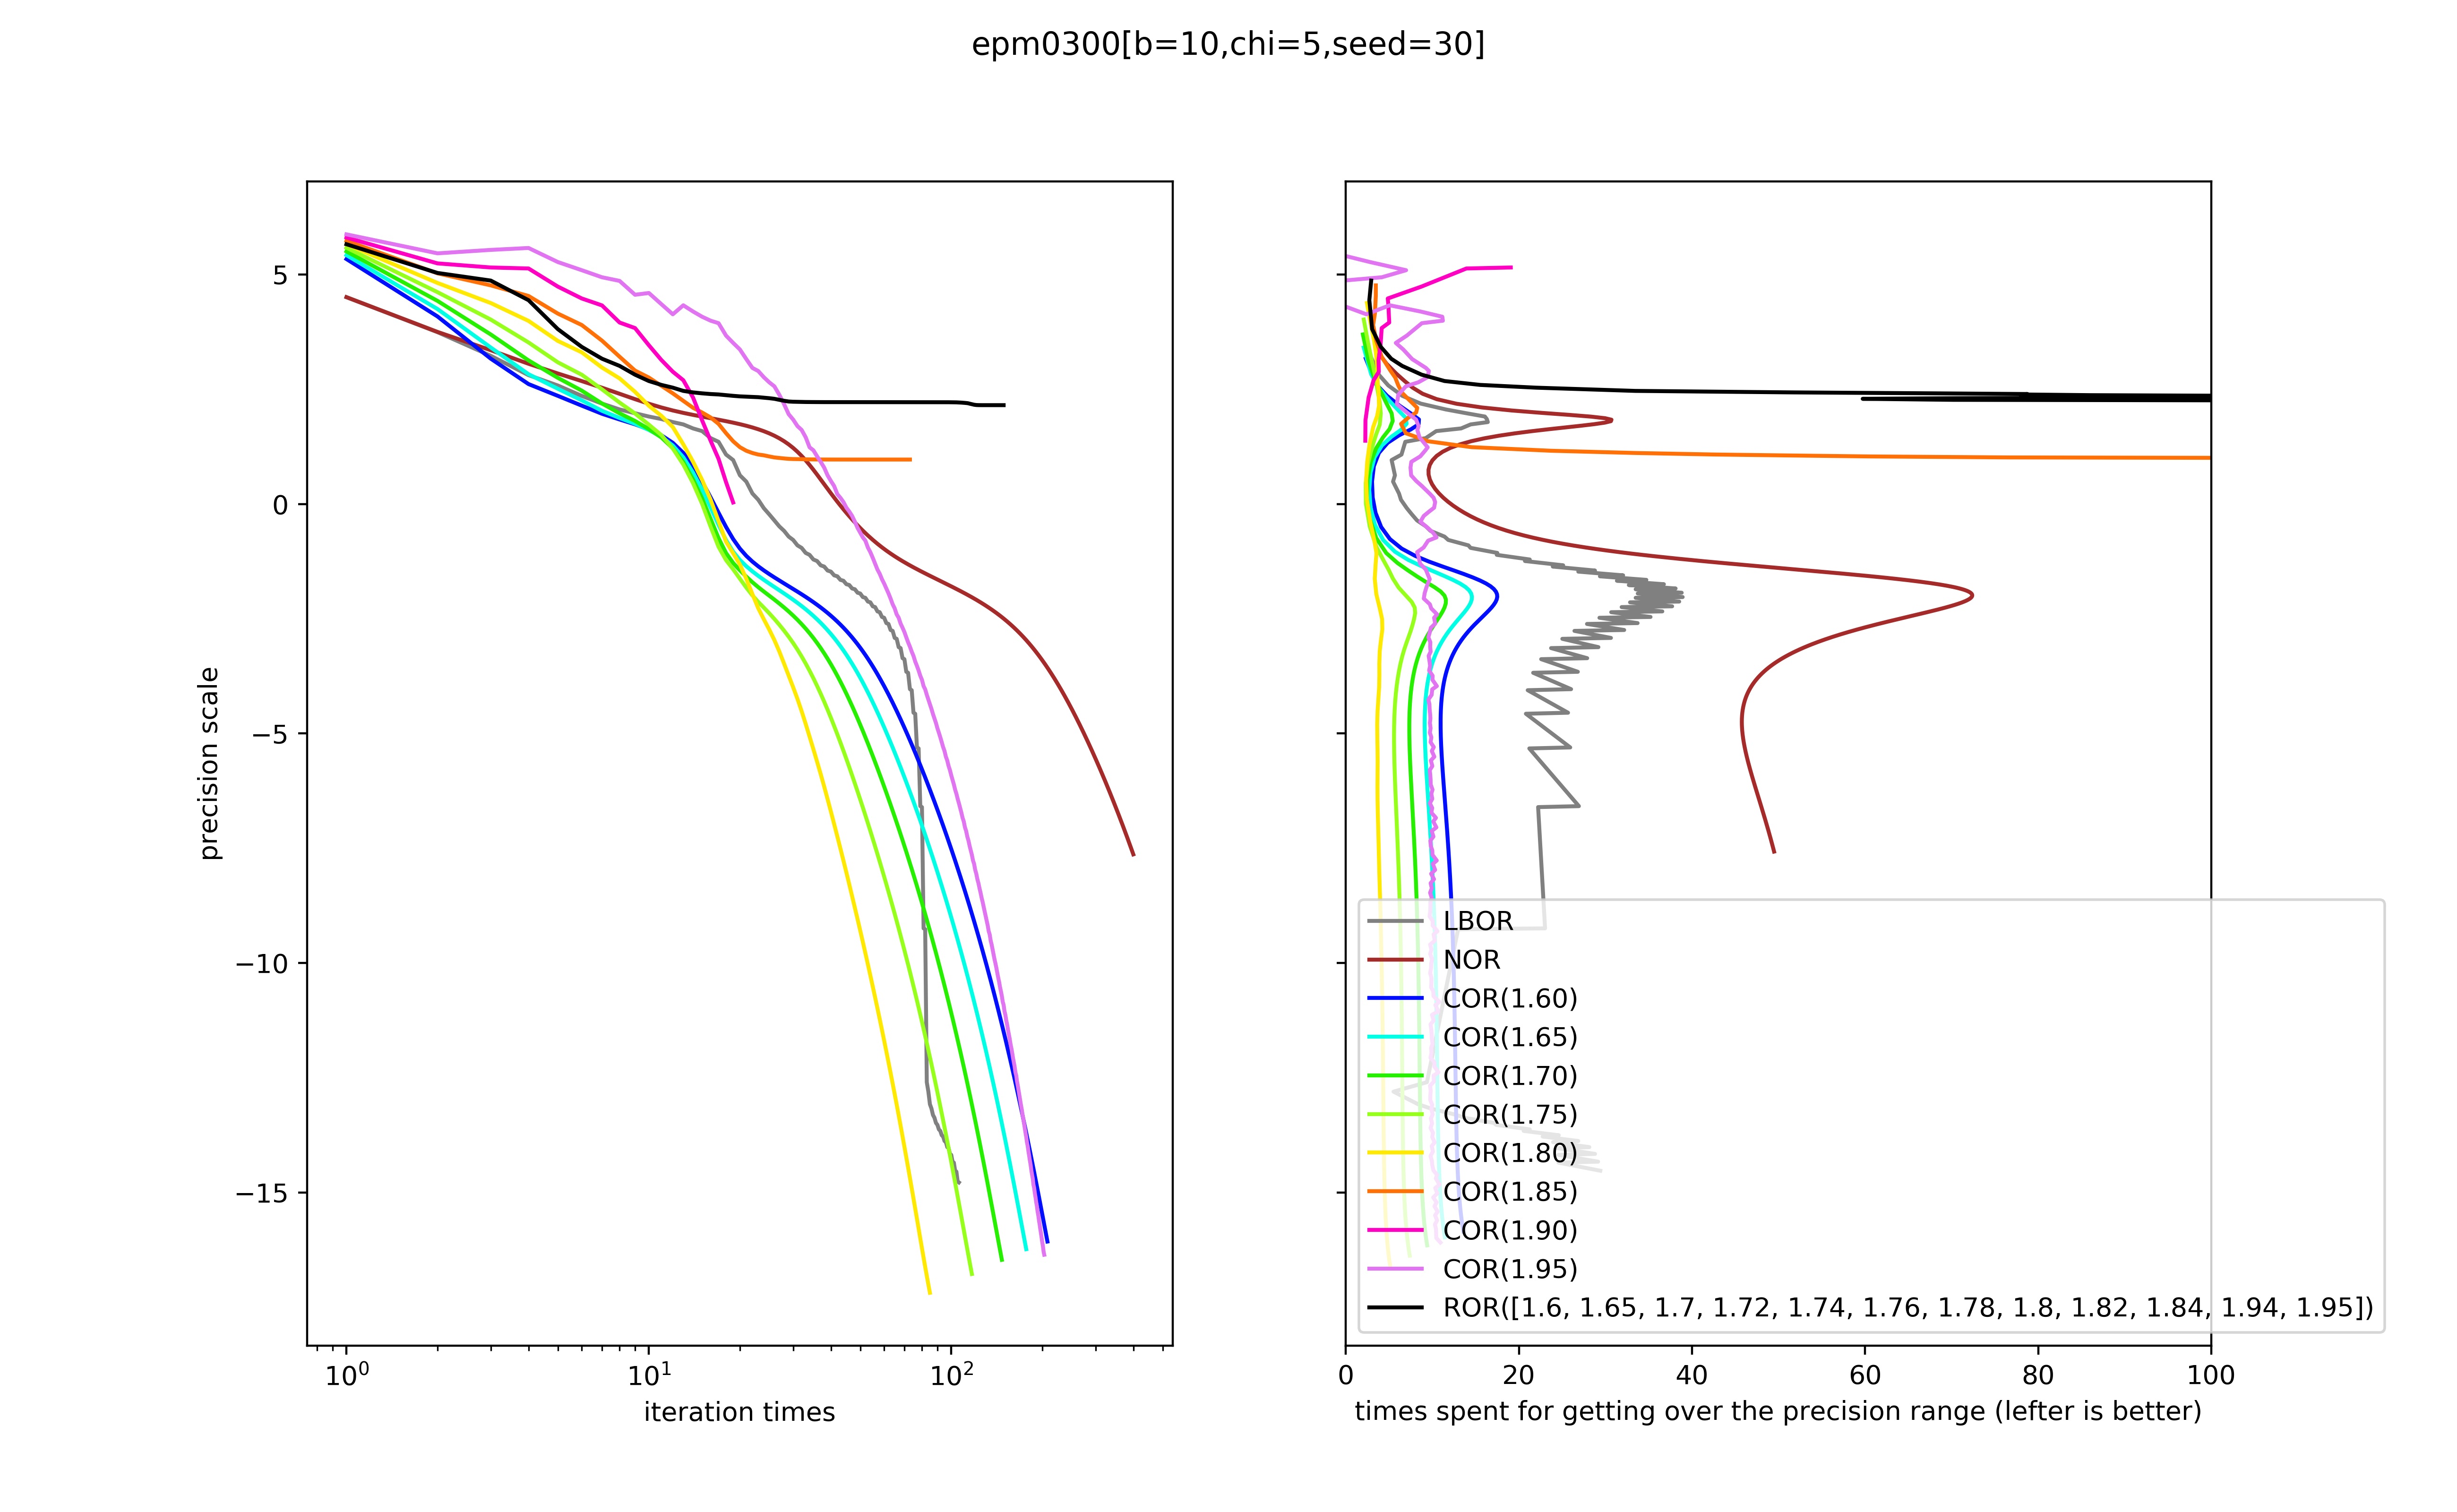 epm0300[b=10,chi=5,seed=30]
precision scale
5
0
−5
−10
−15
10⁰
10¹
10²
iteration times
0
20
40
60
80
100
times spent for getting over the precision range (lefter is better)
LBOR
NOR
COR(1.60)
COR(1.65)
COR(1.70)
COR(1.75)
COR(1.80)
COR(1.85)
COR(1.90)
COR(1.95)
ROR([1.6, 1.65, 1.7, 1.72, 1.74, 1.76, 1.78, 1.8, 1.82, 1.84, 1.94, 1.95])